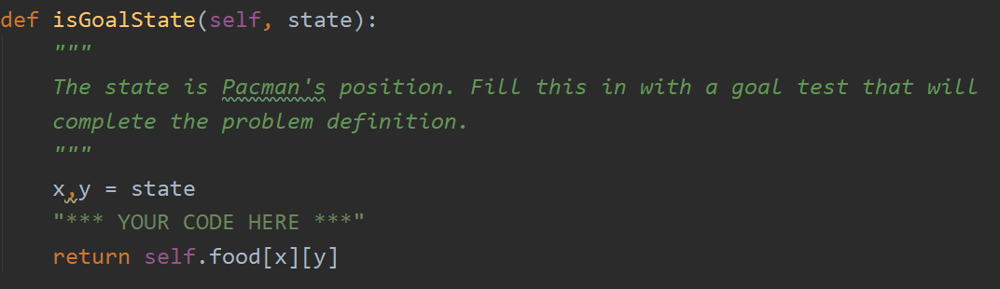 def isGoalState(self, state):
"""
The state is Pacman's position. Fill this in with a goal test that will
complete the problem definition.
"""
x,y = state
"*** YOUR CODE HERE ***"
return self.food[x][y]